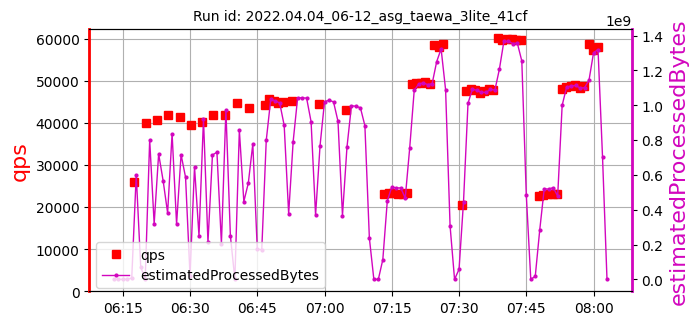 Run id: 2022.04.04_06-12_asg_taewa_3lite_41cf
1e9
60000
50000
40000
30000
20000
10000
0
qps
1.4
1.2
1.0
0.8
0.6
0.4
0.2
0.0
estimatedProcessedBytes
qps
estimatedProcessedBytes
06:15 06:30 06:45 07:00 07:15 07:30 07:45 08:00